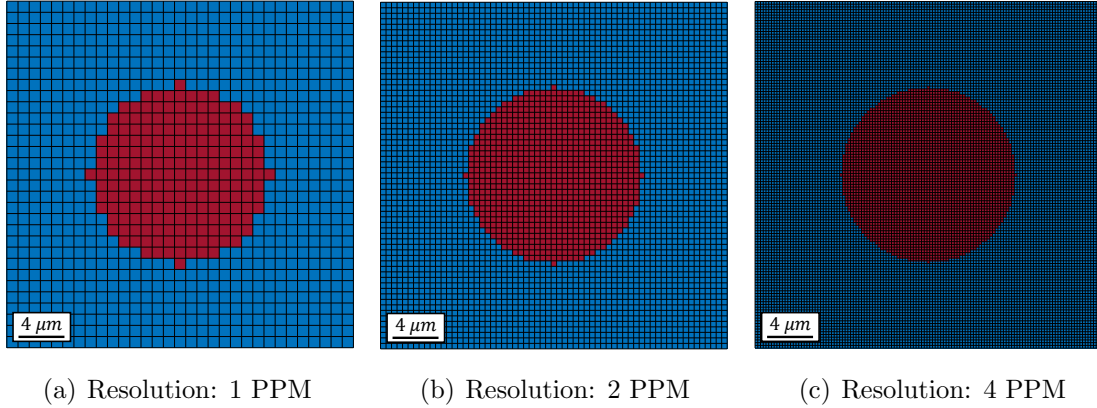 4 μm
4 μm
4 μm
(a) Resolution: 1 PPM
(b) Resolution: 2 PPM
(c) Resolution: 4 PPM